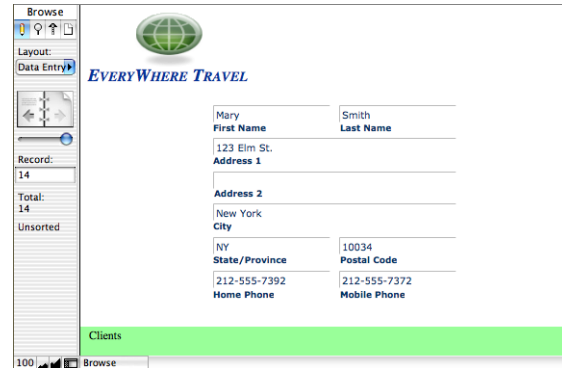 Browse
Layout:
Data Entry
EVERYWHERE TRAVEL
Mary Smith
First Name Last Name
123 Elm St.
Address 1
Address 2
New York
City
NY 10034
State/Province Postal Code
212-555-7392 212-555-7372
Home Phone Mobile Phone
Record:
14
Total:
14
Unsorted
Clients
100 Browse